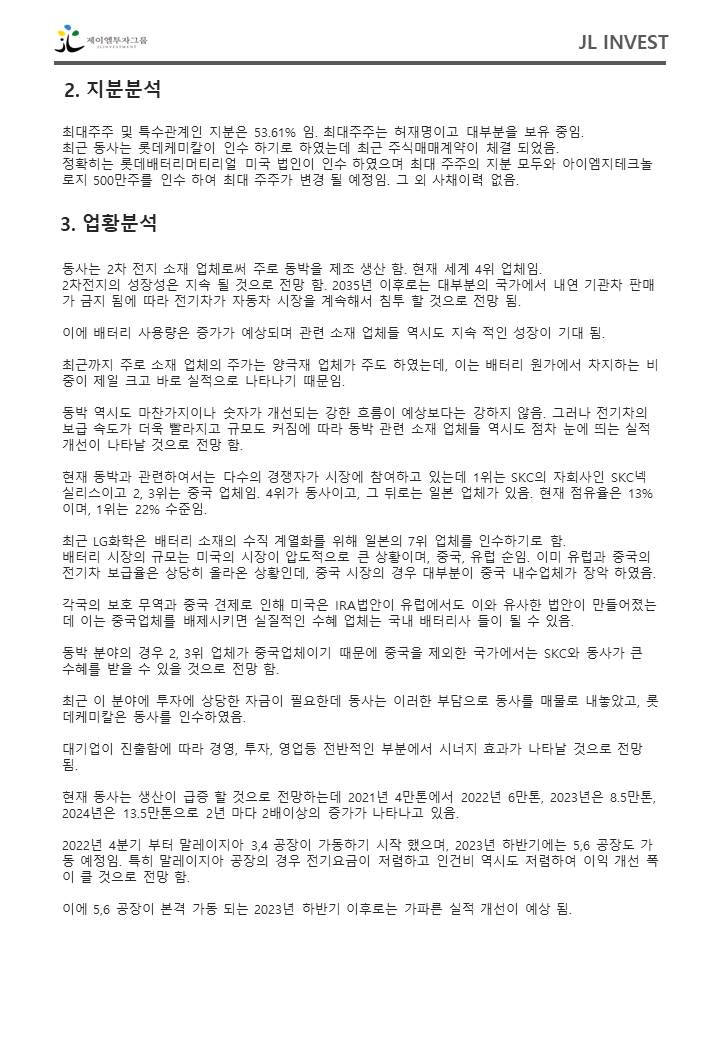 제이엘투자그룹
JLINVESTMENT
JL INVEST
2. 지분분석
최대주주 및 특수관계인 지분은 53.61% 임. 최대주주는 허재명이고 대부분을 보유 중임.
최근 동사는 롯데케미칼이 인수 하기로 하였는데 최근 주식매매계약이 체결 되었음.
정확히는 롯데배터리머티리얼 미국 법인이 인수 하였으며 최대 주주의 지분 모두와 아이엠지테크놀
로지 500만주를 인수 하여 최대 주주가 변경 될 예정임. 그 외 사채이력 없음.
3. 업황분석
동사는 2차 전지 소재 업체로써 주로 동박을 제조 생산 함. 현재 세계 4위 업체임.
2차전지의 성장성은 지속 될 것으로 전망 함. 2035년 이후로는 대부분의 국가에서 내연 기관차 판매
가 금지 됨에 따라 전기차가 자동차 시장을 계속해서 침투 할 것으로 전망 됨.
이에 배터리 사용량은 증가가 예상되며 관련 소재 업체들 역시도 지속 적인 성장이 기대 됨.
최근까지 주로 소재 업체의 주가는 양극재 업체가 주도 하였는데, 이는 배터리 원가에서 차지하는 비
중이 제일 크고 바로 실적으로 나타나기 때문임.
동박 역시도 마찬가지이나 숫자가 개선되는 강한 흐름이 예상보다는 강하지 않음. 그러나 전기차의
보급 속도가 더욱 빨라지고 규모도 커짐에 따라 동박 관련 소재 업체들 역시도 점차 눈에 띄는 실적
개선이 나타날 것으로 전망 함.
현재 동박과 관련하여서는 다수의 경쟁자가 시장에 참여하고 있는데 1위는 SKC의 자회사인 SKC넥
실리스이고 2, 3위는 중국 업체임. 4위가 동사이고, 그 뒤로는 일본 업체가 있음. 현재 점유율은 13%
이며, 1위는 22% 수준임.
최근 LG화학은 배터리 소재의 수직 계열화를 위해 일본의 7위 업체를 인수하기로 함.
배터리 시장의 규모는 미국의 시장이 압도적으로 큰 상황이며, 중국, 유럽 순임. 이미 유럽과 중국의
전기차 보급율은 상당히 올라온 상황인데, 중국 시장의 경우 대부분이 중국 내수업체가 장악 하였음.
각국의 보호 무역과 중국 견제로 인해 미국은 IRA법안이 유럽에서도 이와 유사한 법안이 만들어졌는
데 이는 중국업체를 배제시키면 실질적인 수혜 업체는 국내 배터리사 들이 될 수 있음.
동박 분야의 경우 2, 3위 업체가 중국업체이기 때문에 중국을 제외한 국가에서는 SKC와 동사가 큰
수혜를 받을 수 있을 것으로 전망 함.
최근 이 분야에 투자에 상당한 자금이 필요한데 동사는 이러한 부담으로 동사를 매물로 내놓았고, 롯
데케미칼은 동사를 인수하였음.
대기업이 진출함에 따라 경영, 투자, 영업등 전반적인 부분에서 시너지 효과가 나타날 것으로 전망
됨.
현재 동사는 생산이 급증 할 것으로 전망하는데 2021년 4만톤에서 2022년 6만톤, 2023년은 8.5만톤,
2024년은 13.5만톤으로 2년 마다 2배이상의 증가가 나타나고 있음.
2022년 4분기 부터 말레이지아 3,4 공장이 가동하기 시작 했으며, 2023년 하반기에는 5,6 공장도 가
동 예정임. 특히 말레이지아 공장의 경우 전기요금이 저렴하고 인건비 역시도 저렴하여 이익 개선 폭
이 클 것으로 전망 함.
이에 5,6 공장이 본격 가동 되는 2023년 하반기 이후로는 가파른 실적 개선이 예상 됨.